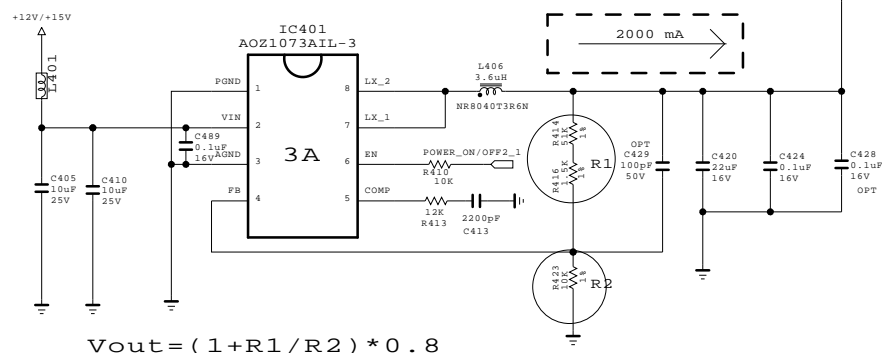 +12V/+15V
L401
IC401
AOZ1073AIL-3
PGND
1
8
LX_2
VIN
2
7
LX_1
AGND
3
6
EN
FB
4
5
COMP
3A
C489
0.1uF
16V
C405
10uF
25V
C410
10uF
25V
POWER_ON/OFF2_1
R410
10K
12K
R413
2200pF
C413
L406
3.6uH
NR8040T3R6N
2000 mA
R414
51K
1%
R416
1.5K
1%
R1
R423
10K
1%
R2
OPT
C429
100pF
50V
C420
22uF
16V
C424
0.1uF
16V
C428
0.1uF
16V
OPT
Vout=(1+R1/R2)*0.8